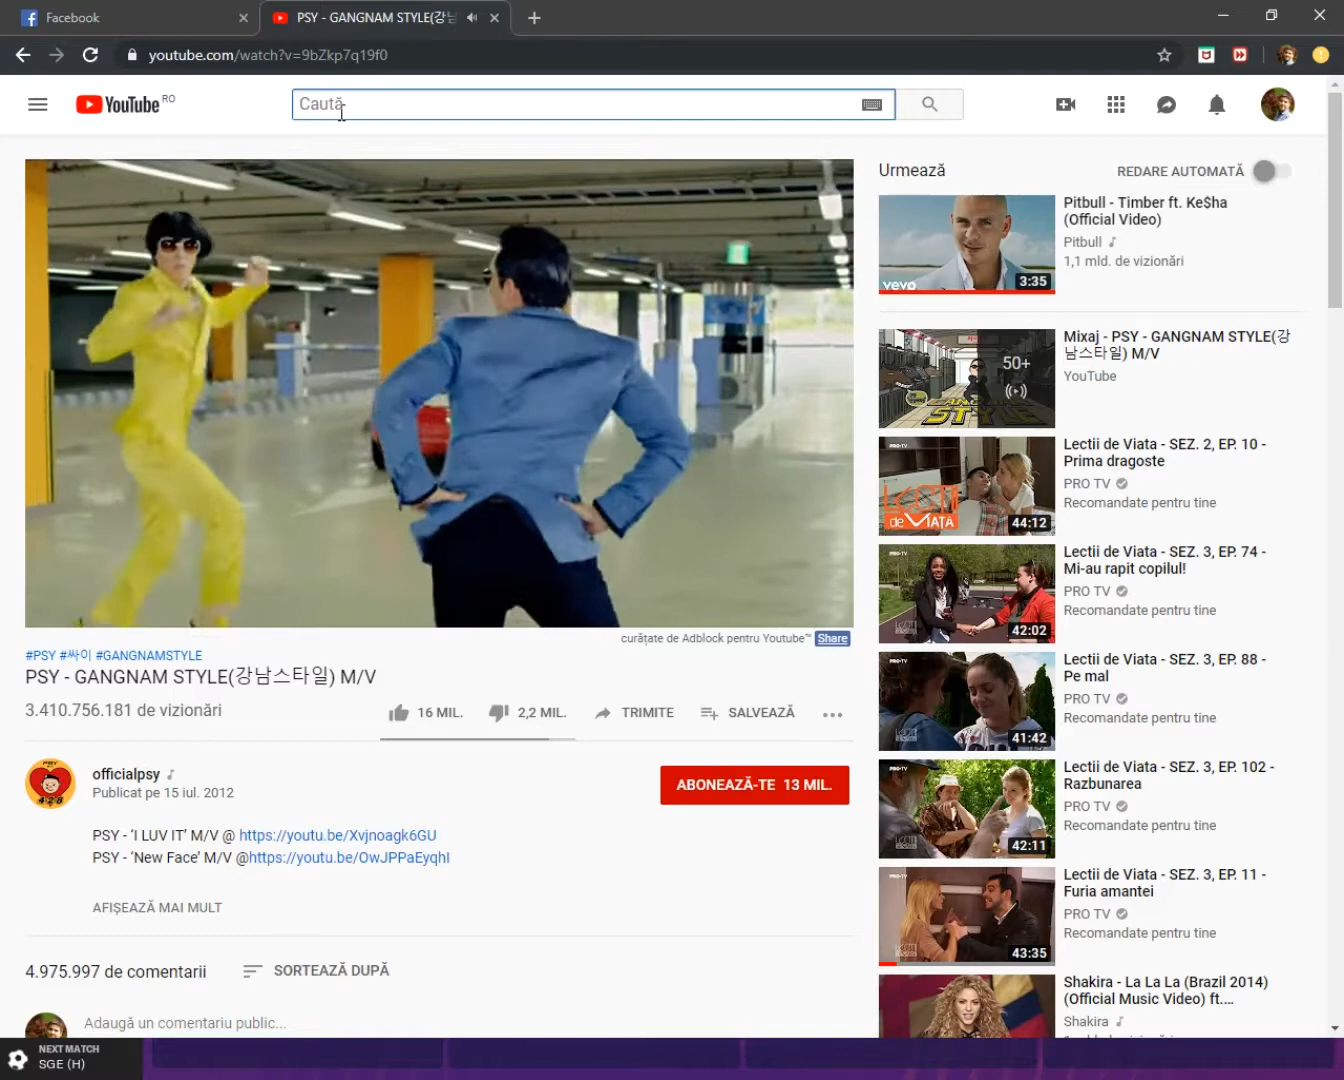 Facebook
PSY - GANGNAM STYLE(강남
youtube.com/watch?v=9bZkp7q19f0
YouTube RO
Caută
Urmează
REDARE AUTOMATĂ
Pitbull - Timber ft. Ke$ha
(Official Video)
Pitbull
1,1 mld. de vizionări
vevo
3:35
Mixaj - PSY - GANGNAM STYLE(강
남스타일) M/V
YouTube
50+
STYLE
Lectii de Viata - SEZ. 2, EP. 10 -
Prima dragoste
PRO TV
Recomandate pentru tine
de VIAȚĂ
44:12
Lectii de Viata - SEZ. 3, EP. 74 -
Mi-au rapit copilul!
PRO TV
Recomandate pentru tine
42:02
Lectii de Viata - SEZ. 3, EP. 88 -
Pe mal
PRO TV
Recomandate pentru tine
41:42
Lectii de Viata - SEZ. 3, EP. 102 -
Razbunarea
PRO TV
Recomandate pentru tine
42:11
Lectii de Viata - SEZ. 3, EP. 11 -
Furia amantei
PRO TV
Recomandate pentru tine
43:35
Shakira - La La La (Brazil 2014)
(Official Music Video) ft....
Shakira
curățate de Adblock pentru Youtube™ Share
#PSY #싸이 #GANGNAMSTYLE
PSY - GANGNAM STYLE(강남스타일) M/V
3.410.756.181 de vizionări
16 MIL.
2,2 MIL.
TRIMITE
SALVEAZĂ
officialpsy
Publicat pe 15 iul. 2012
ABONEAZĂ-TE 13 MIL.
PSY - ‘I LUV IT’ M/V @ https://youtu.be/Xvjnoagk6GU
PSY - ‘New Face’ M/V @https://youtu.be/OwJPPaEyqhI
AFIȘEAZĂ MAI MULT
4.975.997 de comentarii
SORTEAZĂ DUPĂ
Adaugă un comentariu public...
NEXT MATCH
SGE (H)